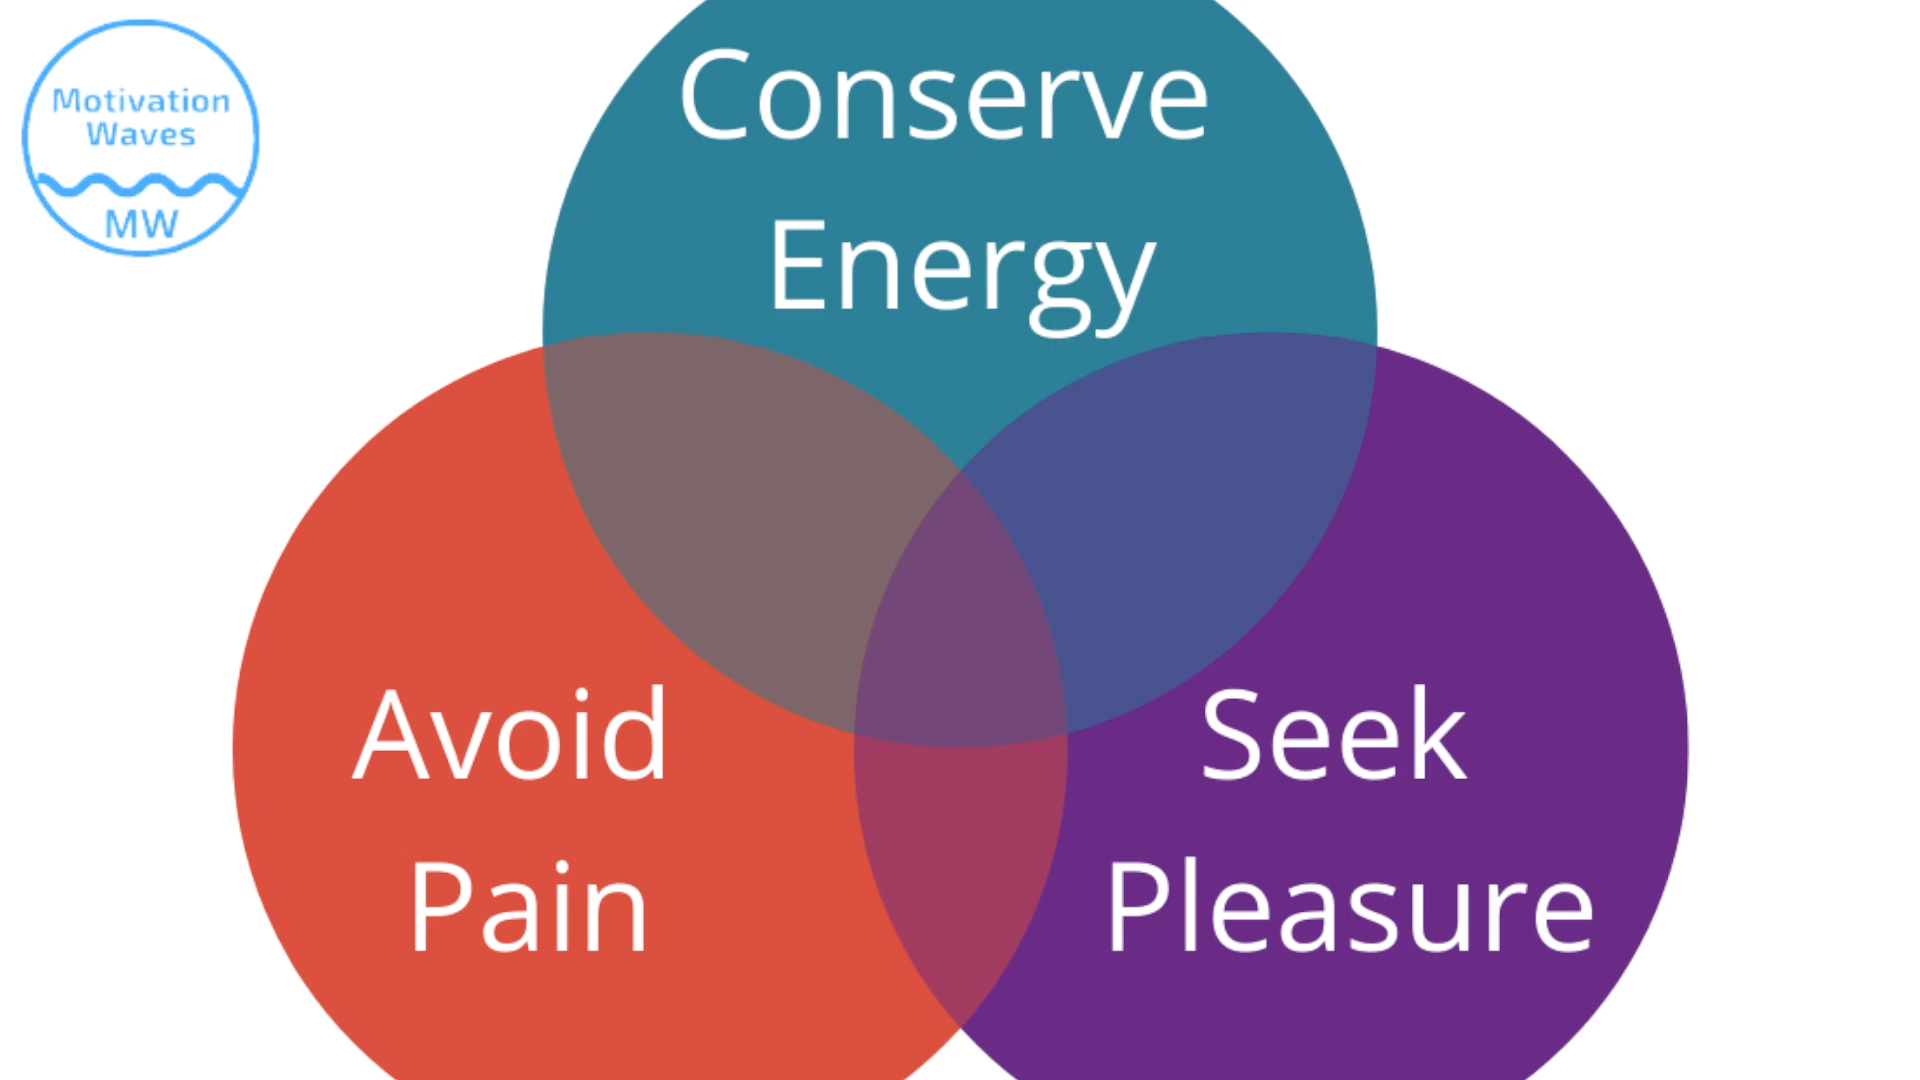 Motivation
Waves
MW
Conserve
Energy
Avoid
Pain
Seek
Pleasure